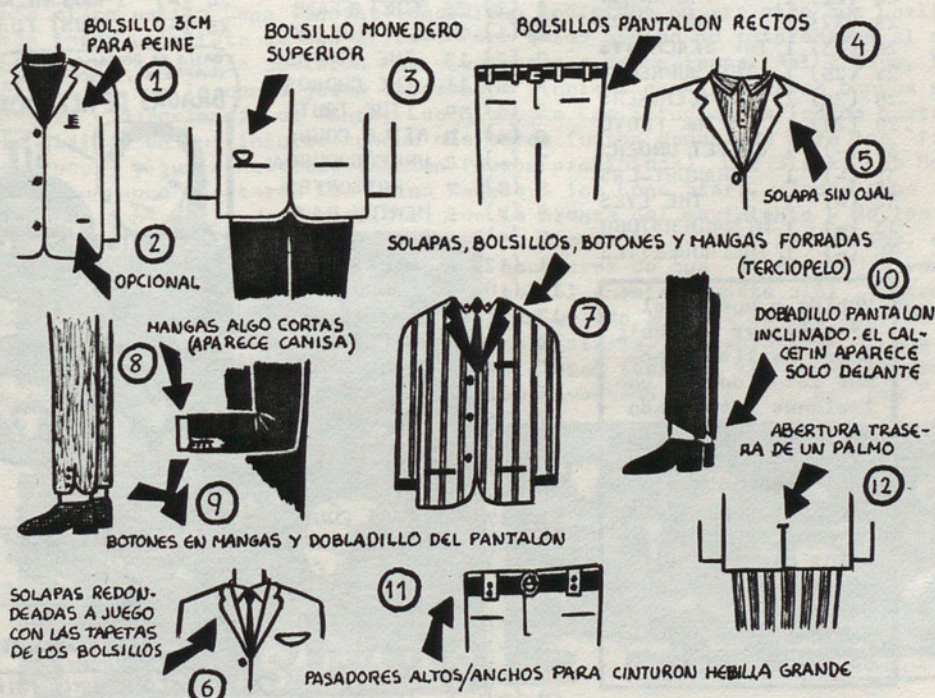 BOLSILLO 3CM
PARA PEINE
1
BOLSILLO MONEDERO
SUPERIOR
3
BOLSILLOS PANTALON RECTOS
4
2
OPCIONAL
5
SOLAPA SIN OJAL
SOLAPAS, BOLSILLOS, BOTONES Y MANGAS FORRADAS
(TERCIOPELO)
7
8
MANGAS ALGO CORTAS
(APARECE CAMISA)
10
DOBADILLO PANTALON
INCLINADO. EL CAL-
CETIN APARECE
SOLO DELANTE
9
BOTONES EN MANGAS Y DOBLADILLO DEL PANTALON
ABERTURA TRASE-
RA DE UN PALMO
12
SOLAPAS REDON-
DEADAS A JUEGO
CON LAS TAPETAS
DE LOS BOLSILLOS
6
11
PASADORES ALTOS/ANCHOS PARA CINTURON HEBILLA GRANDE